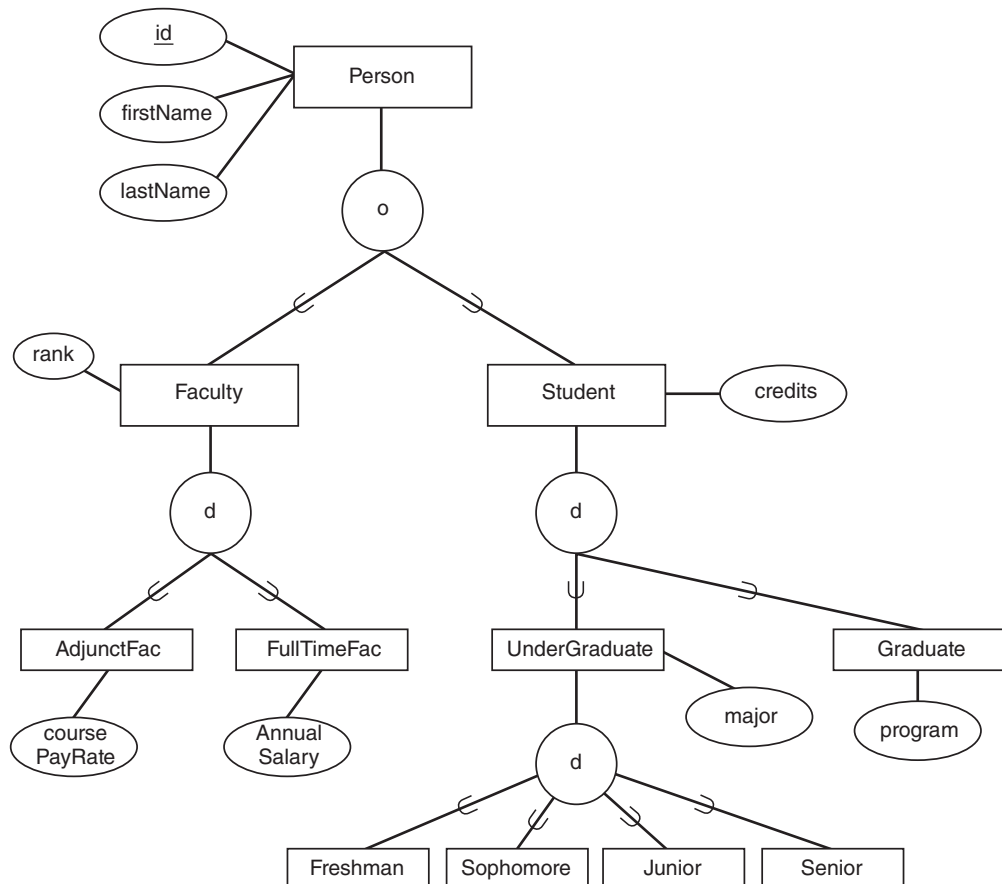 id
Person
firstName
lastName
o
rank
Faculty
Student
credits
d
d
AdjunctFac
FullTimeFac
UnderGraduate
Graduate
course
PayRate
Annual
Salary
major
program
d
Freshman
Sophomore
Junior
Senior